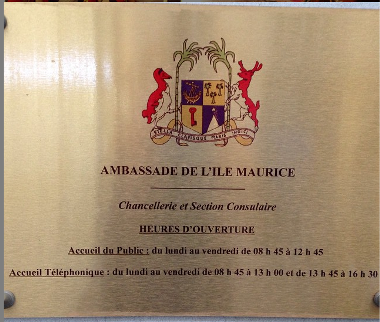 AMBASSADE DE L'ILE MAURICE
Chancellerie et Section Consulaire
HEURES D'OUVERTURE
Accueil du Public : du lundi au vendredi de 08 h 45 à 12 h 45
Accueil Téléphonique : du lundi au vendredi de 08 h 45 à 13 h 00 et de 13 h 45 à 16 h 30